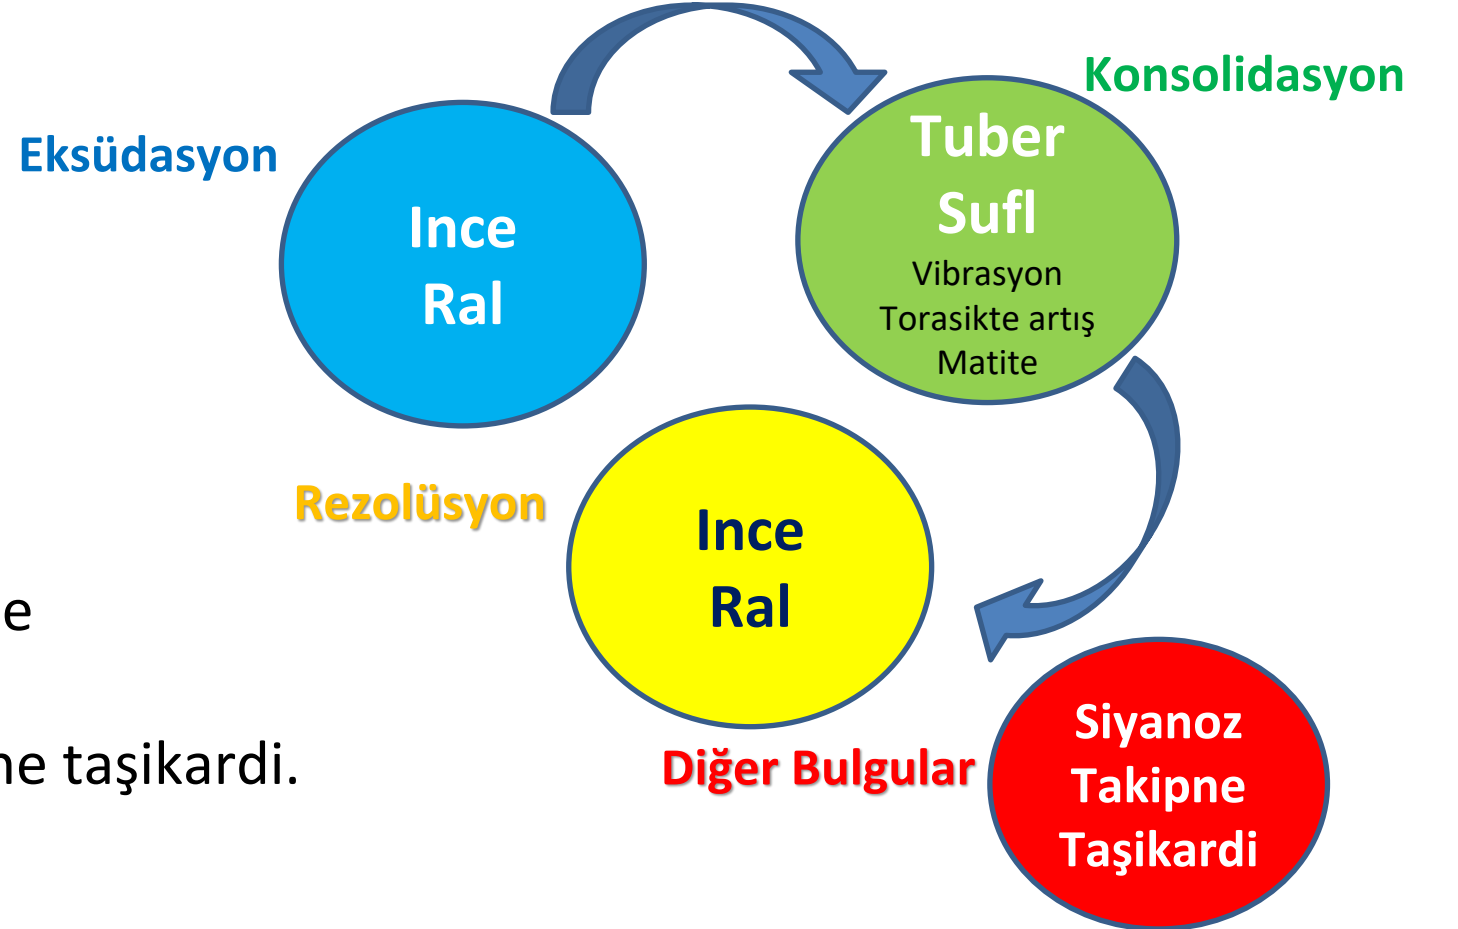 Konsolidasyon
Eksüdasyon
Ince
Ral
Tuber
Sufl
Vibrasyon
Torasikte artış
Matite
Rezolüsyon
Ince
Ral
e
ne taşikardi.
Diğer Bulgular
Siyanoz
Takipne
Taşikardi